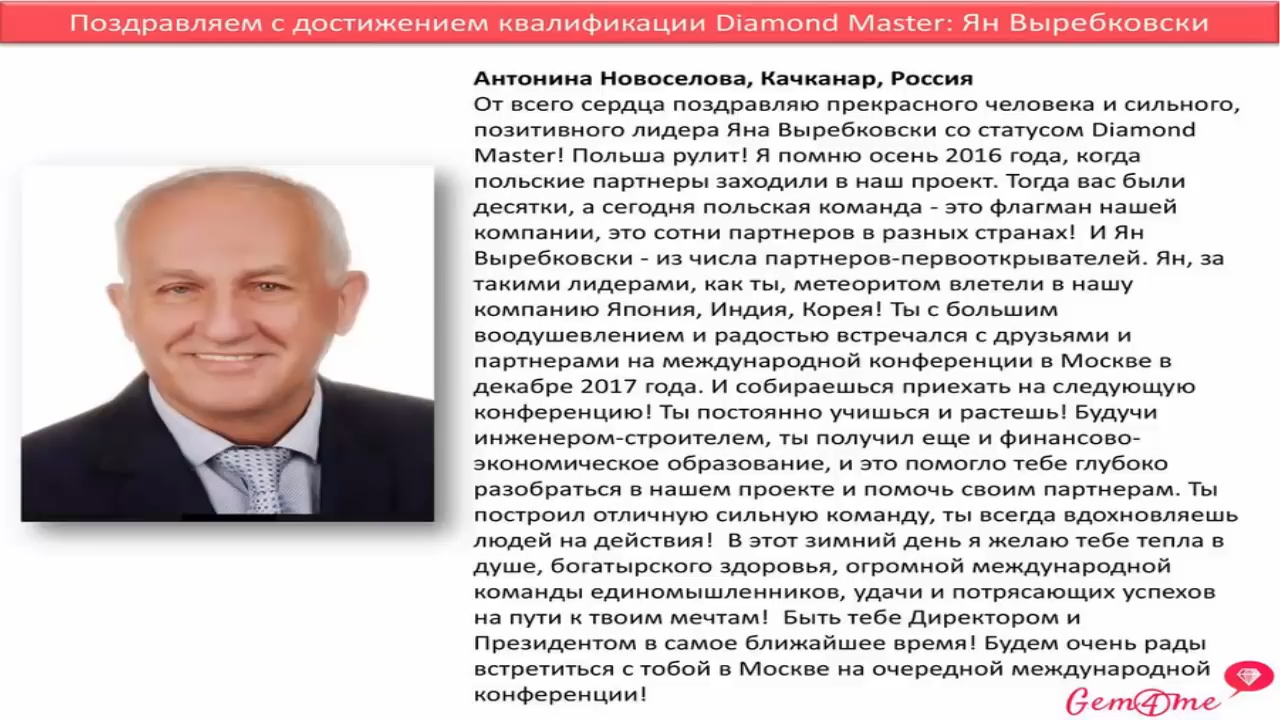 Поздравляем с достижением квалификации Diamond Master: Ян Выребковски
Антонина Новоселова, Качканар, Россия
От всего сердца поздравляю прекрасного человека и сильного,
позитивного лидера Яна Выребковски со статусом Diamond
Master! Польша рулит! Я помню осень 2016 года, когда
польские партнеры заходили в наш проект. Тогда вас были
десятки, а сегодня польская команда - это флагман нашей
компании, это сотни партнеров в разных странах!  И Ян
Выребковски - из числа партнеров-первооткрывателей. Ян, за
такими лидерами, как ты, метеоритом влетели в нашу
компанию Япония, Индия, Корея! Ты с большим
воодушевлением и радостью встречался с друзьями и
партнерами на международной конференции в Москве в
декабре 2017 года. И собираешься приехать на следующую
конференцию! Ты постоянно учишься и растешь! Будучи
инженером-строителем, ты получил еще и финансово-
экономическое образование, и это помогло тебе глубоко
разобраться в нашем проекте и помочь своим партнерам. Ты
построил отличную сильную команду, ты всегда вдохновляешь
людей на действия!  В этот зимний день я желаю тебе тепла в
душе, богатырского здоровья, огромной международной
команды единомышленников, удачи и потрясающих успехов
на пути к твоим мечтам!  Быть тебе Директором и
Президентом в самое ближайшее время! Будем очень рады
встретиться с тобой в Москве на очередной международной
конференции!
Gem4me